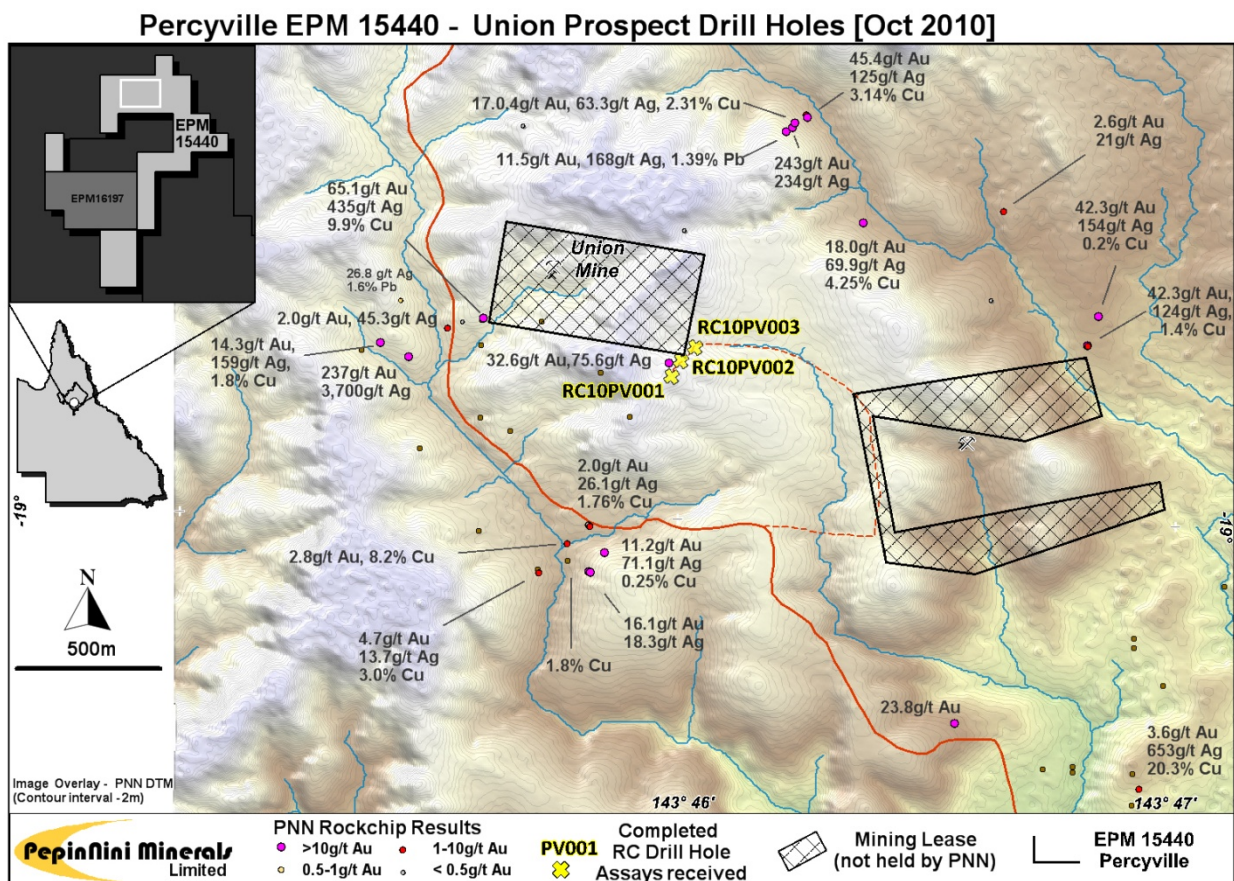 Percyville EPM 15440 - Union Prospect Drill Holes [Oct 2010]
EPM
15440
EPM16197
45.4g/t Au
125g/t Ag
3.14% Cu
17.0.4g/t Au, 63.3g/t Ag, 2.31% Cu
11.5g/t Au, 168g/t Ag, 1.39% Pb
243g/t Au
234g/t Ag
2.6g/t Au
21g/t Ag
65.1g/t Au
435g/t Ag
9.9% Cu
42.3g/t Au
154g/t Ag
0.2% Cu
18.0g/t Au
69.9g/t Ag
4.25% Cu
Union
Mine
26.8 g/t Ag
1.6% Pb
2.0g/t Au, 45.3g/t Ag
42.3g/t Au,
124g/t Ag,
1.4% Cu
14.3g/t Au,
159g/t Ag,
1.8% Cu
237g/t Au
3,700g/t Ag
32.6g/t Au,75.6g/t Ag
RC10PV003
RC10PV002
RC10PV001
2.0g/t Au
26.1g/t Ag
1.76% Cu
-19°
-19°
2.8g/t Au, 8.2% Cu
11.2g/t Au
71.1g/t Ag
0.25% Cu
N
500m
4.7g/t Au
13.7g/t Ag
3.0% Cu
1.8% Cu
16.1g/t Au
18.3g/t Ag
23.8g/t Au
3.6g/t Au
653g/t Ag
20.3% Cu
Image Overlay - PNN DTM
(Contour interval - 2m)
143° 46'
143° 47'
PepinNini Minerals
Limited
PNN Rockchip Results
>10g/t Au
1-10g/t Au
0.5-1g/t Au
< 0.5g/t Au
PV001
Completed
RC Drill Hole
Assays received
Mining Lease
(not held by PNN)
EPM 15440
Percyville